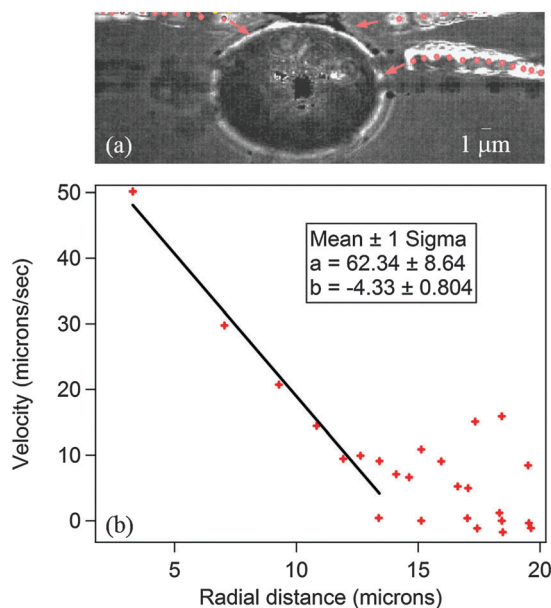 (a)
1 μm
50
40
30
20
10
0
Velocity (microns/sec)
Mean ± 1 Sigma
a = 62.34 ± 8.64
b = -4.33 ± 0.804
(b)
5
10
15
20
Radial distance (microns)